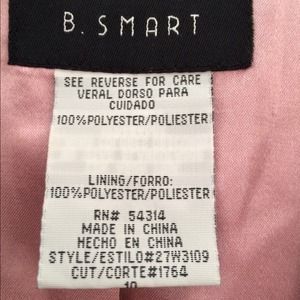 B. SMART
SEE REVERSE FOR CARE
VERAL DORSO PARA
CUIDADO
100%POLYESTER/POLIESTER
LINING/FORRO:
100%POLYESTER/POLIESTER
RN# 54314
MADE IN CHINA
HECHO EN CHINA
STYLE/ESTILO#27W3109
CUT/CORTE#1764
10